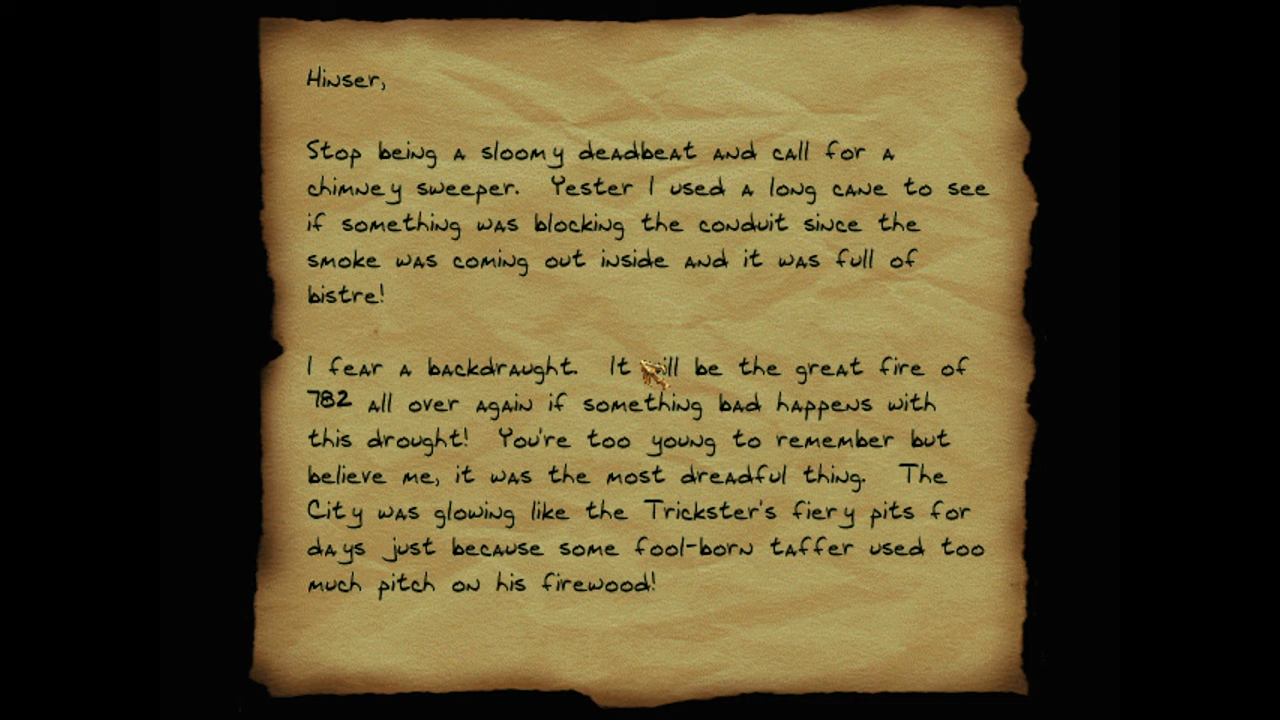 Hinser,
Stop being a sloomy deadbeat and call for a
chimney sweeper. Yester I used a long cane to see
if something was blocking the conduit since the
smoke was coming out inside and it was full of
bistre!
I fear a backdraught. It will be the great fire of
782 all over again if something bad happens with
this drought! You're too young to remember but
believe me, it was the most dreadful thing. The
City was glowing like the Trickster's fiery pits for
days just because some fool-born taffer used too
much pitch on his firewood!